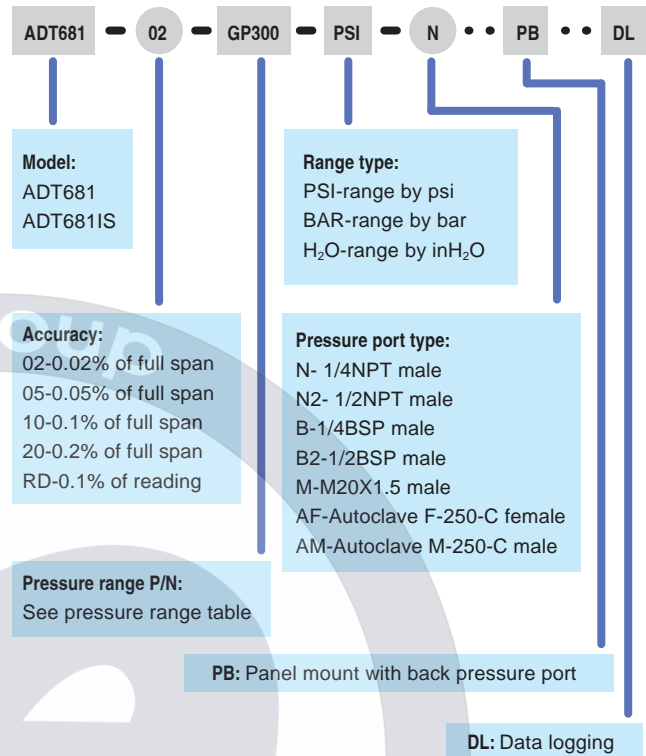 ADT681 – 02 – GP300 – PSI – N • • PB • • DL
Model:
ADT681
ADT681IS
Range type:
PSI-range by psi
BAR-range by bar
H₂O-range by inH₂O
Accuracy:
02-0.02% of full span
05-0.05% of full span
10-0.1% of full span
20-0.2% of full span
RD-0.1% of reading
Pressure port type:
N- 1/4NPT male
N2- 1/2NPT male
B-1/4BSP male
B2-1/2BSP male
M-M20X1.5 male
AF-Autoclave F-250-C female
AM-Autoclave M-250-C male
Pressure range P/N:
See pressure range table
PB: Panel mount with back pressure port
DL: Data logging